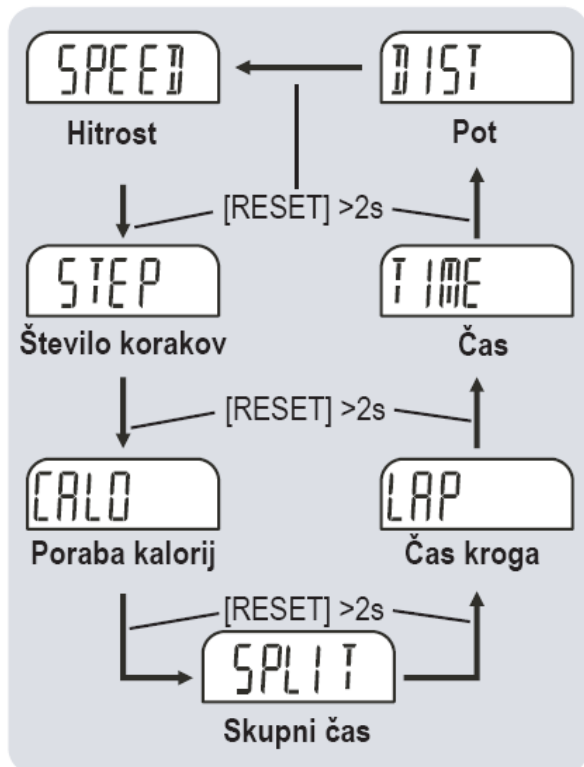 SPEED
DIST
Hitrost
Pot
[RESET] >2s
STEP
TIME
Število korakov
Čas
[RESET] >2s
CALO
LAP
Poraba kalorij
Čas kroga
[RESET] >2s
SPLIT
Skupni čas